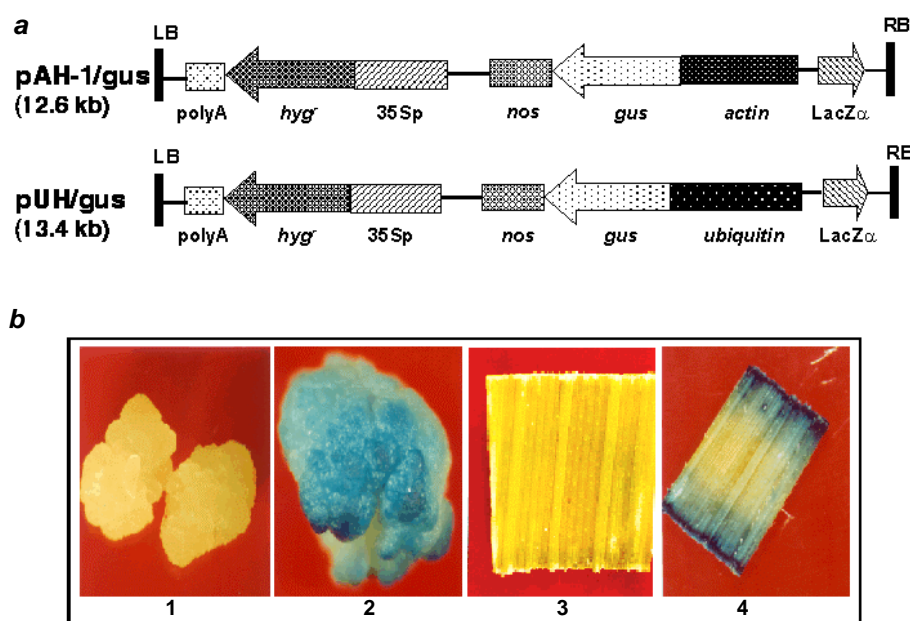 a
LB RB
pAH-1/gus
(12.6 kb)
polyA hygʳ 35Sp nos gus actin LacZα
LB RB
pUH/gus
(13.4 kb)
polyA hygʳ 35Sp nos gus ubiquitin LacZα
b
1 2 3 4